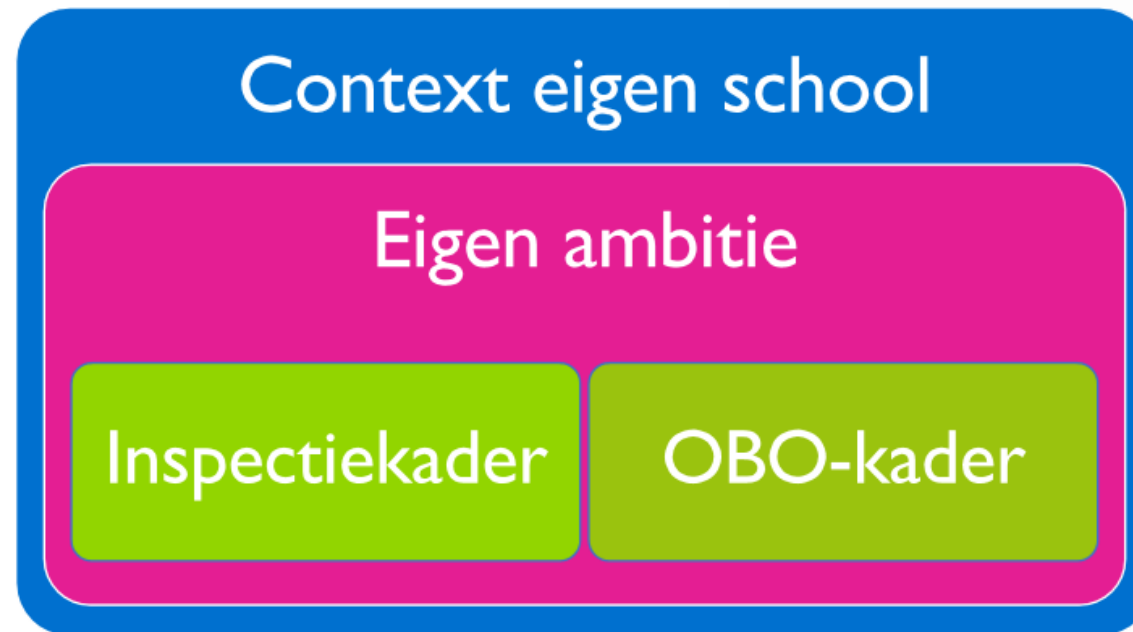 Context eigen school
Eigen ambitie
Inspectiekader
OBO-kader